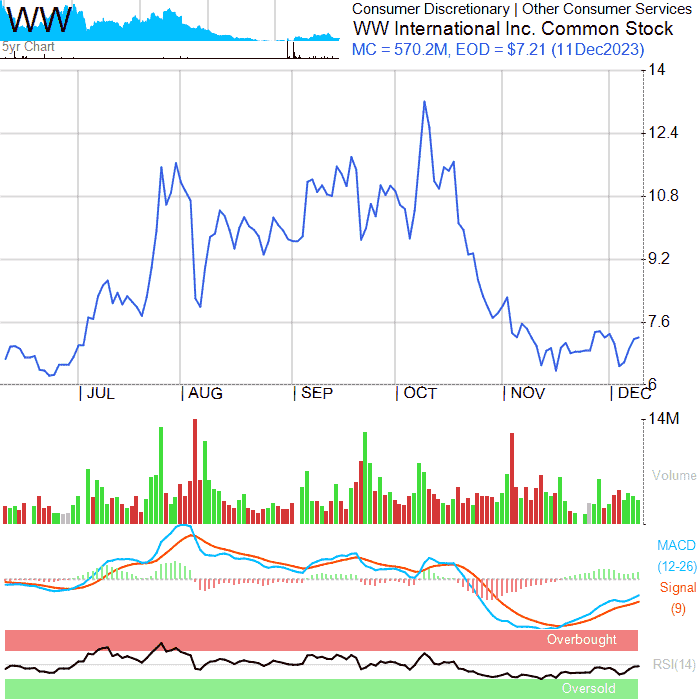 WW
Consumer Discretionary | Other Consumer Services
WW International Inc. Common Stock
MC = 570.2M, EOD = $7.21 (11Dec2023)
5yr Chart
14
12.4
10.8
9.2
7.6
6
JUL AUG SEP OCT NOV DEC
14M
Volume
MACD
(12-26)
Signal
(9)
Overbought
RSI(14)
Oversold